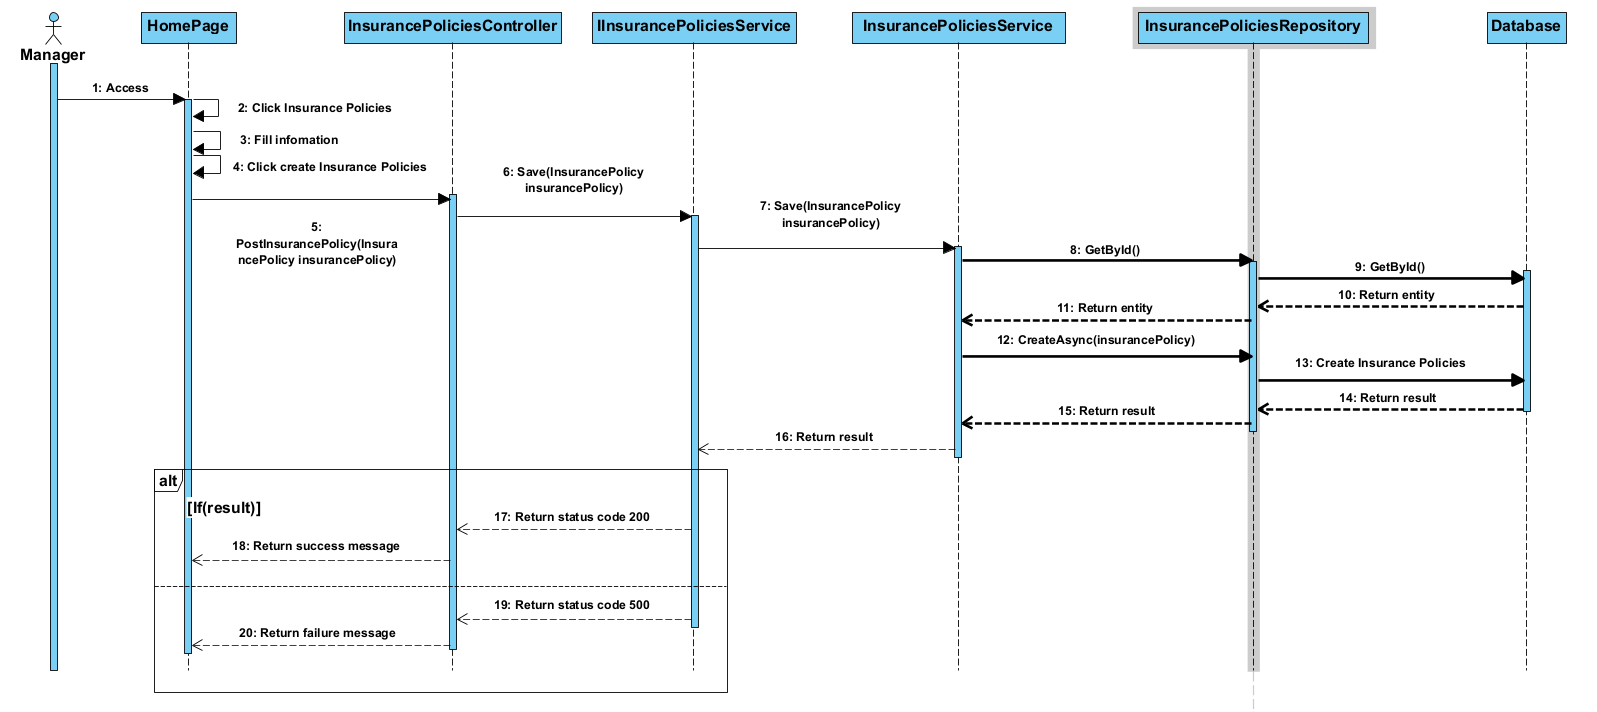 Manager
HomePage
InsurancePoliciesController
IInsurancePoliciesService
InsurancePoliciesService
InsurancePoliciesRepository
Database
1: Access
2: Click Insurance Policies
3: Fill infomation
4: Click create Insurance Policies
5:
PostInsurancePolicy(Insura
ncePolicy insurancePolicy)
6: Save(InsurancePolicy
insurancePolicy)
7: Save(InsurancePolicy
insurancePolicy)
8: GetById()
9: GetById()
10: Return entity
11: Return entity
12: CreateAsync(insurancePolicy)
13: Create Insurance Policies
14: Return result
15: Return result
16: Return result
alt
[If(result)]
17: Return status code 200
18: Return success message
19: Return status code 500
20: Return failure message